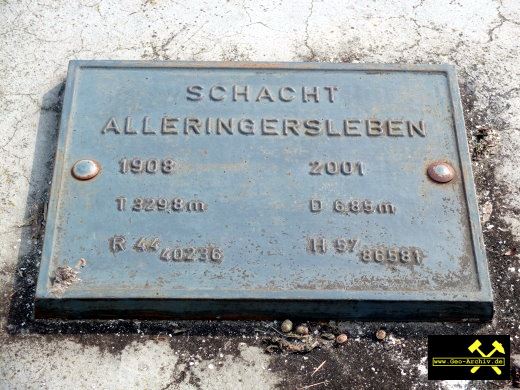 SCHACHT
ALLERINGERSLEBEN
1908 2001
T 329,8 m D 6,85 m
R 44 40236 H 57 86581
www.Geo-Archiv.de